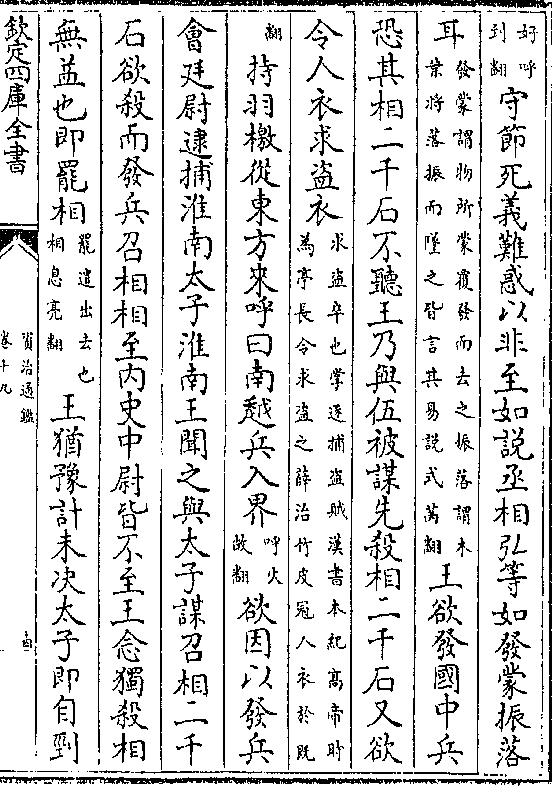 好呼
到翻
守節死義難惑以非至如說丞相弘等如發蒙振落
耳
發蒙謂物所蒙覆發而去之振落謂木
葉將落振而墜之皆言其易說式芮翻
王欲發國中兵
恐其相二千石不聽王乃與伍被謀先殺相二千石又欲
令人衣求盜衣
求盜卒也掌逐捕盜賊漢書本紀高帝時
為亭長令求盜之薛治竹皮冠人衣於既
翻
持羽檄從東方來呼曰南越兵入界
呼火
故翻
欲因以發兵
會廷尉逮捕淮南太子淮南王聞之與太子謀召相二千
石欲殺而發兵召相相至內史中尉皆不至王念獨殺相
無益也即罷相
罷遣出去也
相息亮翻
王猶豫計未決太子即自剄
欽定四庫全書
資治通鑑
卷十九